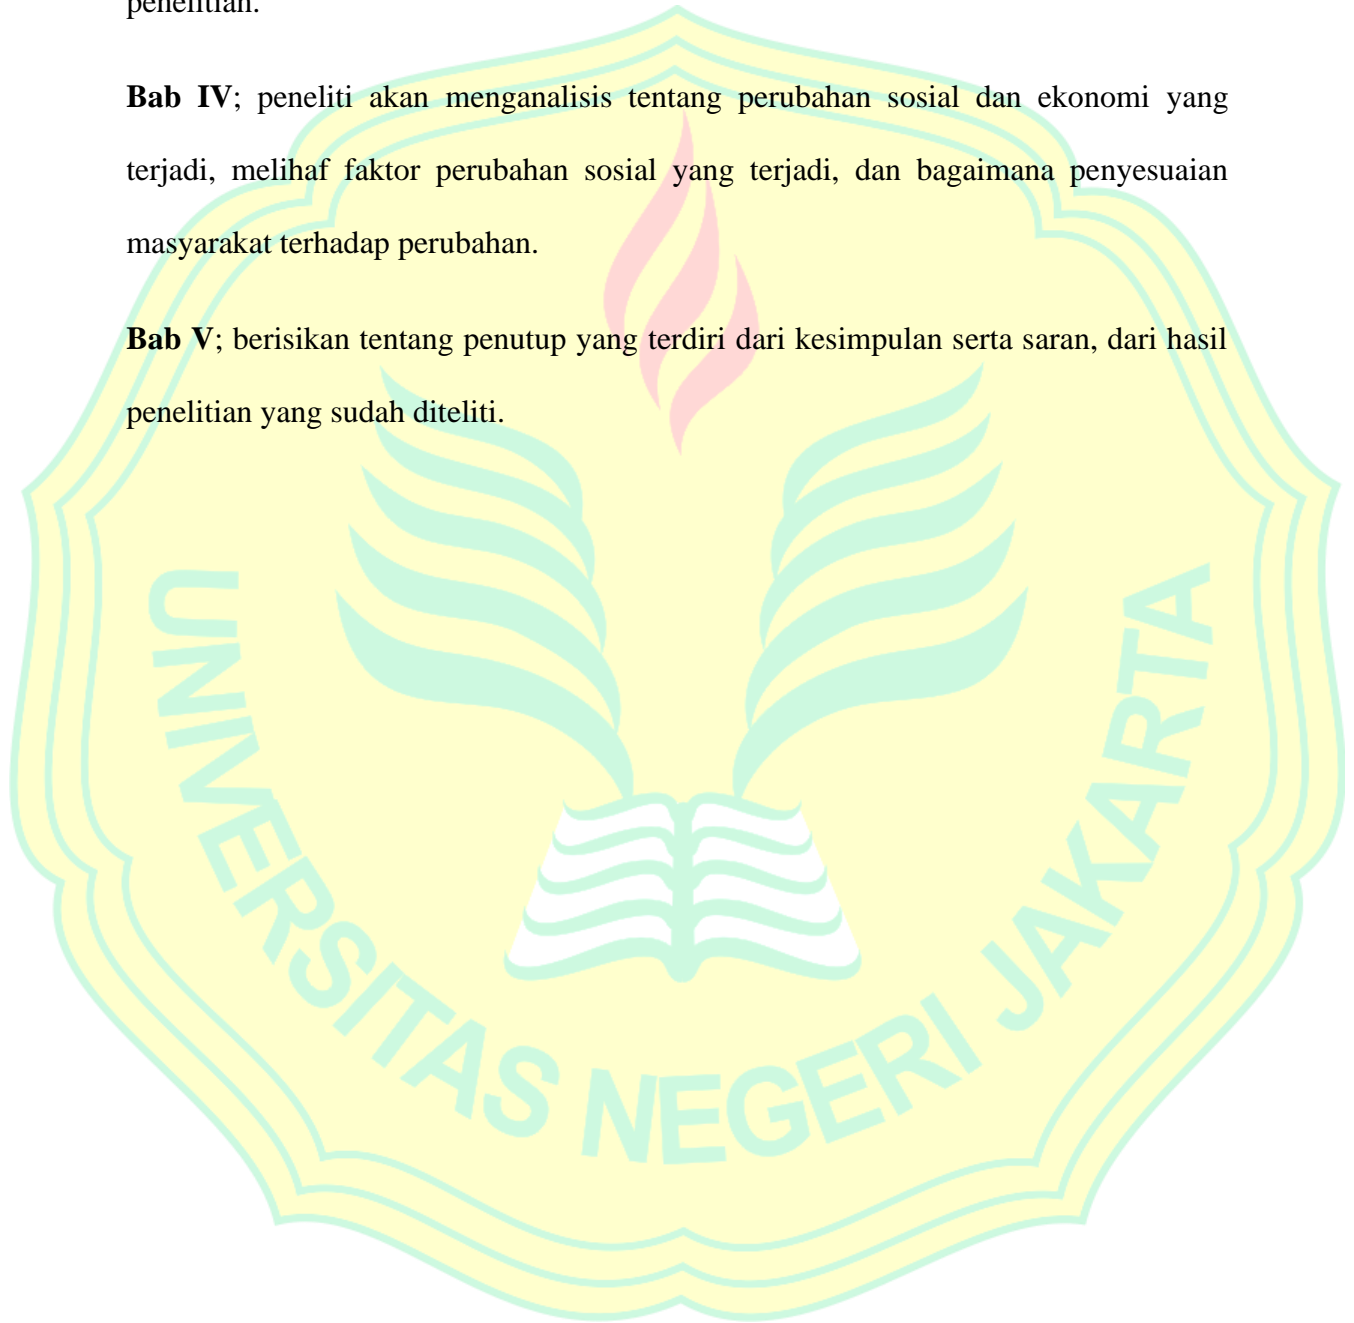 penelitian.
Bab IV; peneliti akan menganalisis tentang perubahan sosial dan ekonomi yang
terjadi, melihaf faktor perubahan sosial yang terjadi, dan bagaimana penyesuaian
masyarakat terhadap perubahan.
Bab V; berisikan tentang penutup yang terdiri dari kesimpulan serta saran, dari hasil
penelitian yang sudah diteliti.
UNIVERSITAS NEGERI JAKARTA